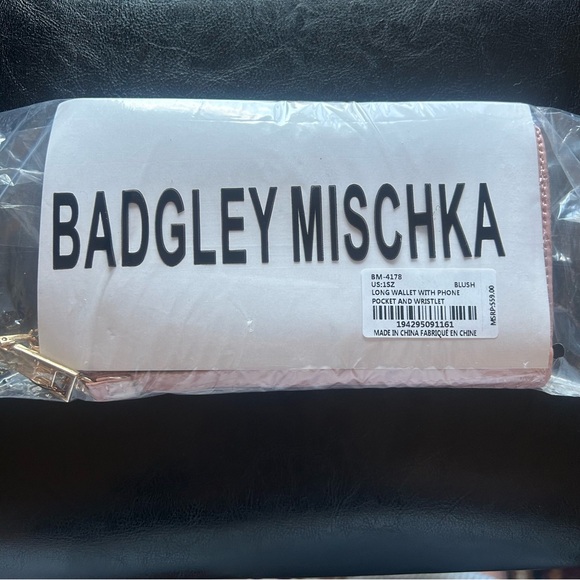 BADGLEY MISCHKA
BM-4178
US:1SZ BLUSH
LONG WALLET WITH PHONE
POCKET AND WRISTLET
194295091161
MADE IN CHINA FABRIQUÉ EN CHINE
MSRP:$59.00